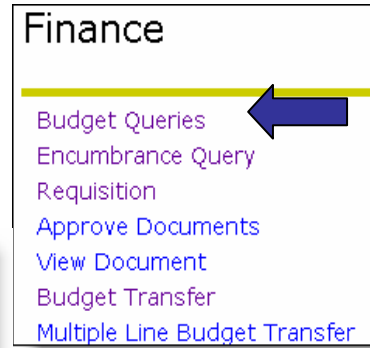 Finance
Budget Queries
Encumbrance Query
Requisition
Approve Documents
View Document
Budget Transfer
Multiple Line Budget Transfer